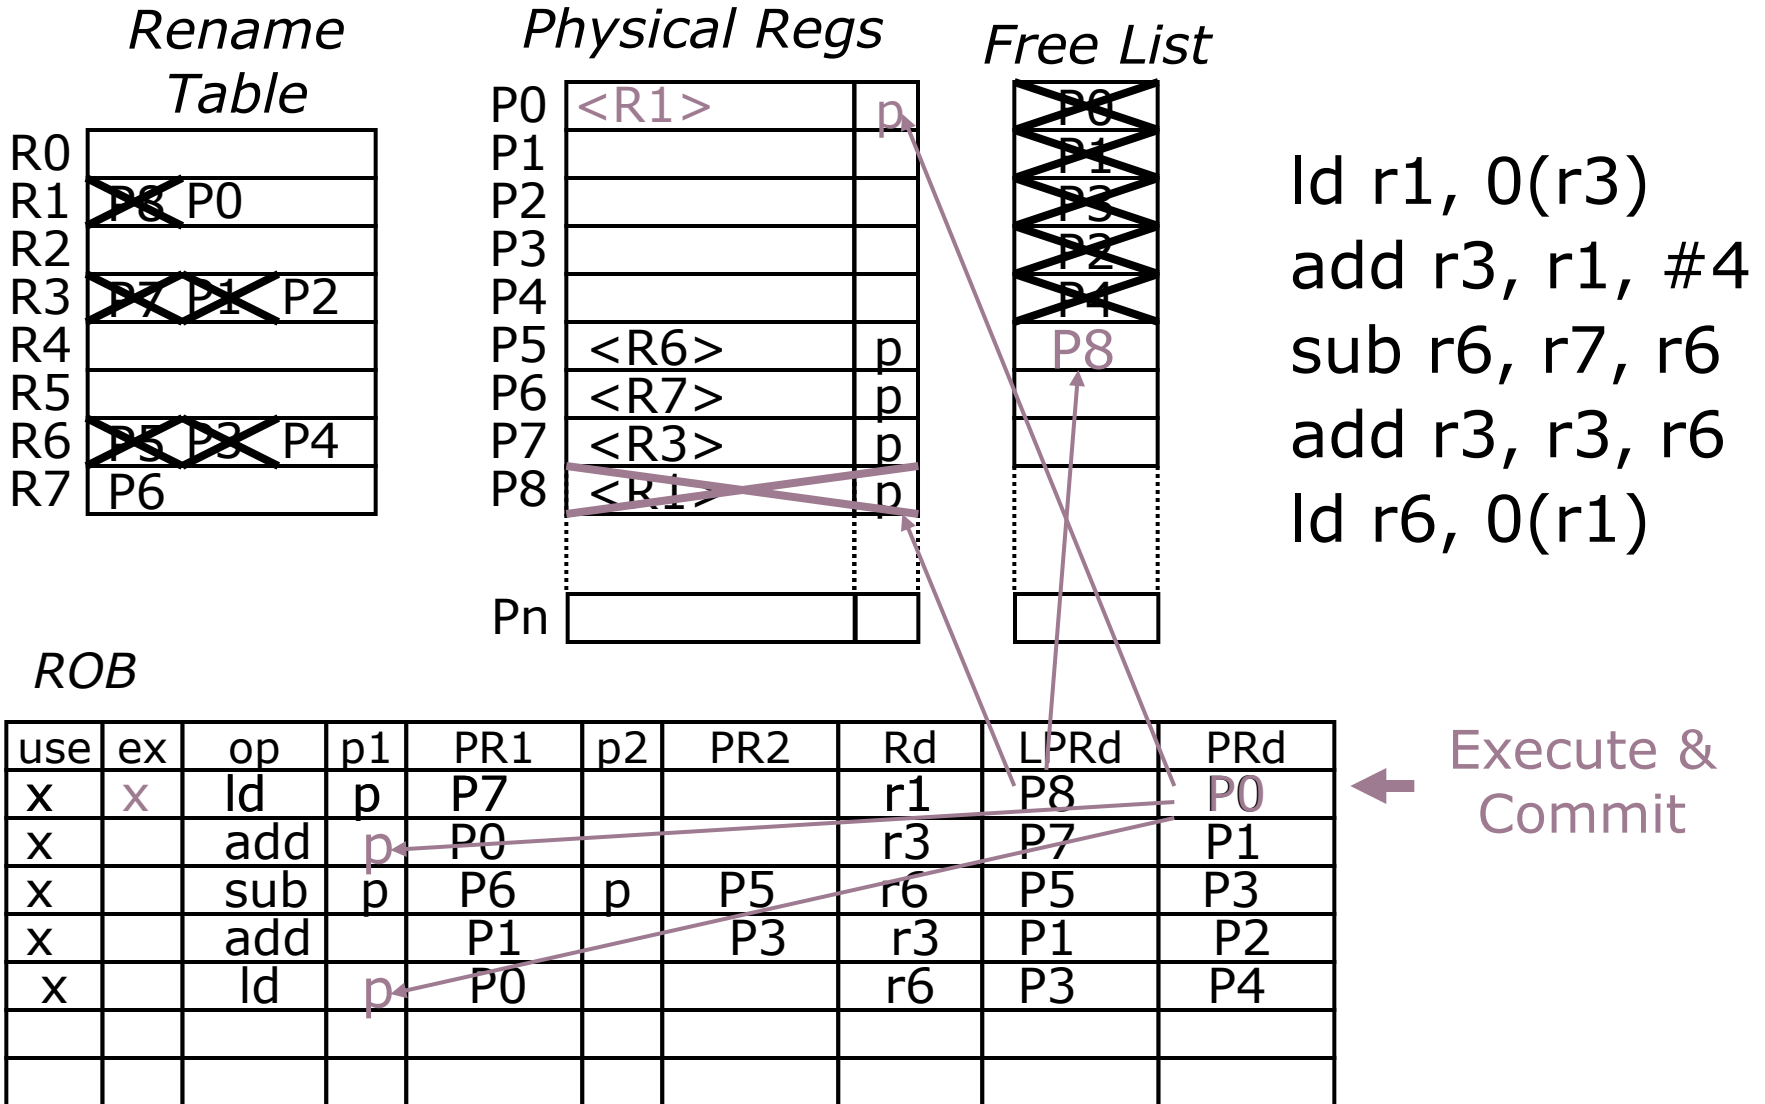 Rename Table
Physical Regs
Free List
R0
R1 P8 P0
R2
R3 P7 P1 P2
R4
R5
R6 P5 P3 P4
R7 P6
P0 <R1> p
P1
P2
P3
P4
P5 <R6> p
P6 <R7> p
P7 <R3> p
P8 <R1> p
Pn
P0
P1
P3
P2
P4
P8
ld r1, 0(r3)
add r3, r1, #4
sub r6, r7, r6
add r3, r3, r6
ld r6, 0(r1)
ROB
use ex op p1 PR1 p2 PR2 Rd LPRd PRd
x x ld p P7 r1 P8 P0
x add p P0 r3 P7 P1
x sub p P6 p P5 r6 P5 P3
x add P1 P3 r3 P1 P2
x ld p P0 r6 P3 P4
Execute &
Commit